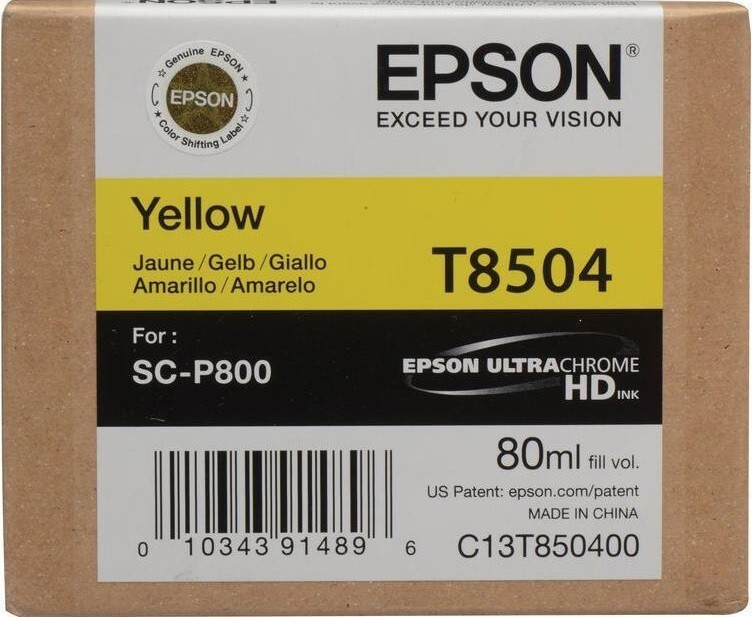 Genuine EPSON
EPSON
Color Shifting Label
EPSON®
EXCEED YOUR VISION
Yellow
Jaune/Gelb/Giallo
Amarillo/Amarelo
T8504
For:
SC-P800
EPSON ULTRACHROME
HD INK
80ml fill vol.
US Patent: epson.com/patent
MADE IN CHINA
0 10343 91489 6
C13T850400